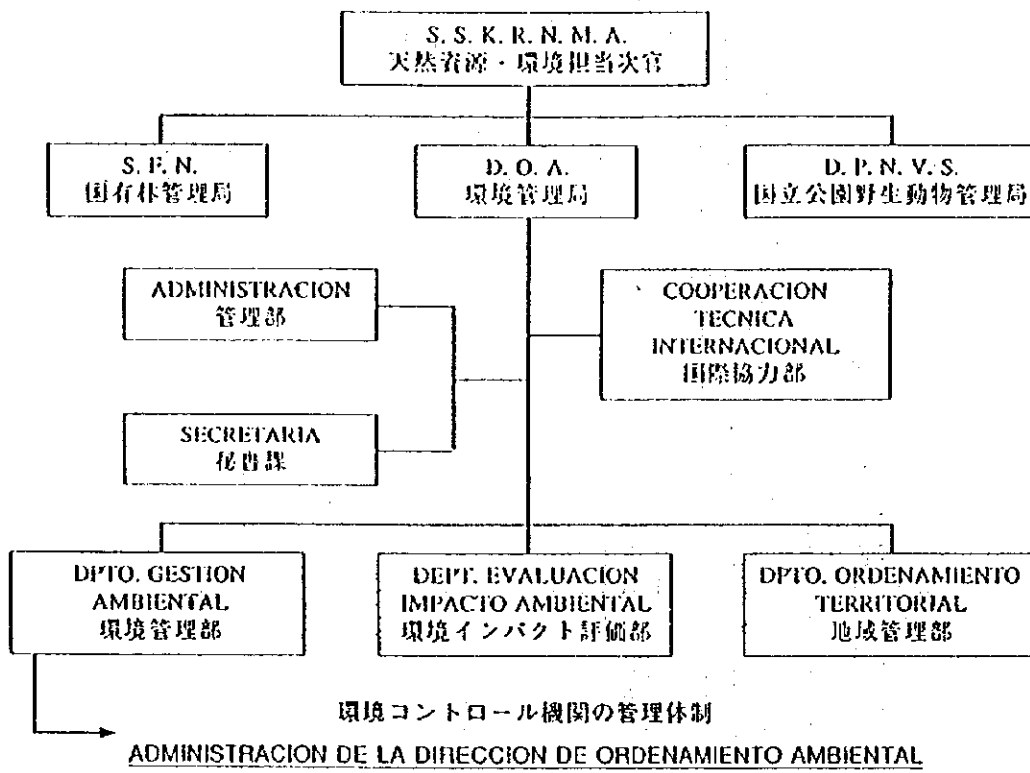 S. S. K. R. N. M. A.
天然資源・環境担当次官
S. F. N.
国有林管理局
D. O. A.
環境管理局
D. P. N. V. S.
国立公園野生動物管理局
ADMINISTRACION
管理部
COOPERACION
TECNICA
INTERNACIONAL
国際協力部
SECRETARIA
秘書課
DPTO. GESTION
AMBIENTAL
環境管理部
DEPT. EVALUACION
IMPACTO AMBIENTAL
環境インパクト評価部
DPTO. ORDENAMIENTO
TERRITORIAL
地域管理部
環境コントロール機関の管理体制
ADMINISTRACION DE LA DIRECCION DE ORDENAMIENTO AMBIENTAL